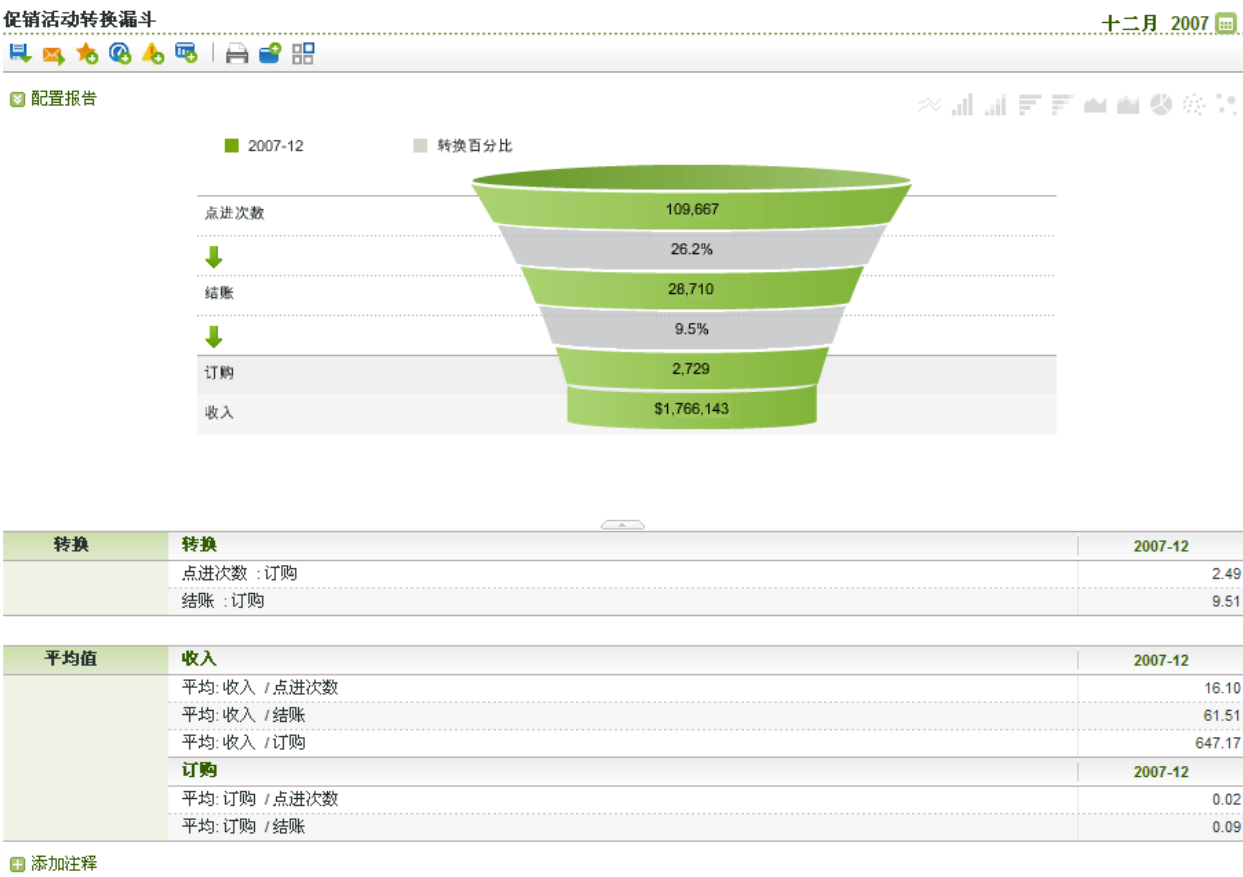 促销活动转换漏斗
十二月 2007
配置报告
2007-12 转换百分比
点进次数 109,667
26.2%
结账 28,710
9.5%
订购 2,729
收入 $1,766,143
转换 转换 2007-12
点进次数 :订购 2.49
结账 :订购 9.51
平均值 收入 2007-12
平均: 收入 / 点进次数 16.10
平均: 收入 / 结账 61.51
平均: 收入 / 订购 647.17
订购 2007-12
平均: 订购 / 点进次数 0.02
平均: 订购 / 结账 0.09
添加注释